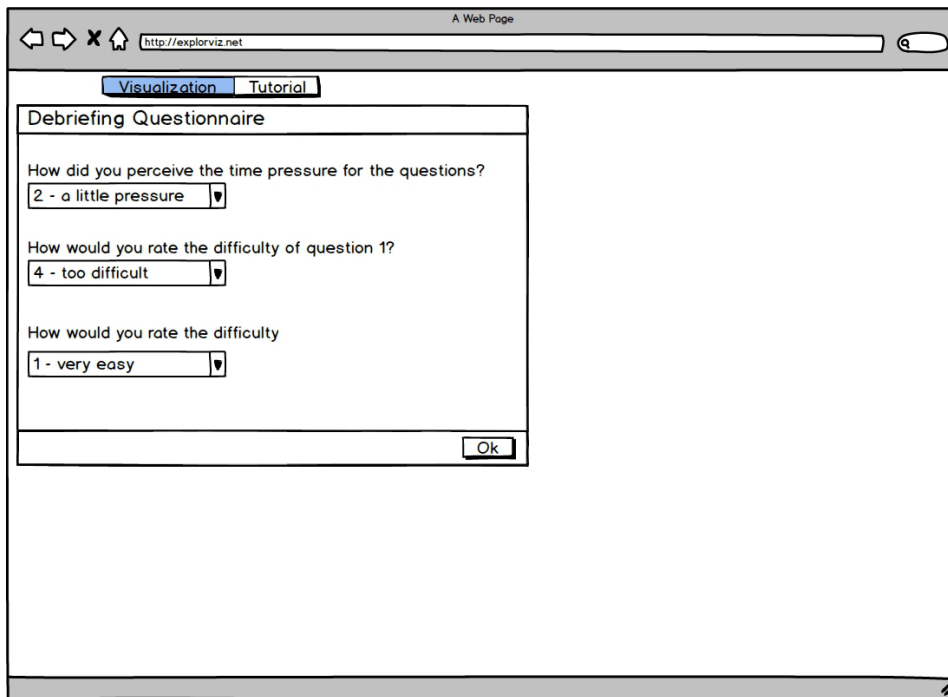 A Web Page
http://explorviz.net
Visualization Tutorial
Debriefing Questionnaire
How did you perceive the time pressure for the questions?
2 - a little pressure
How would you rate the difficulty of question 1?
4 - too difficult
How would you rate the difficulty
1 - very easy
Ok